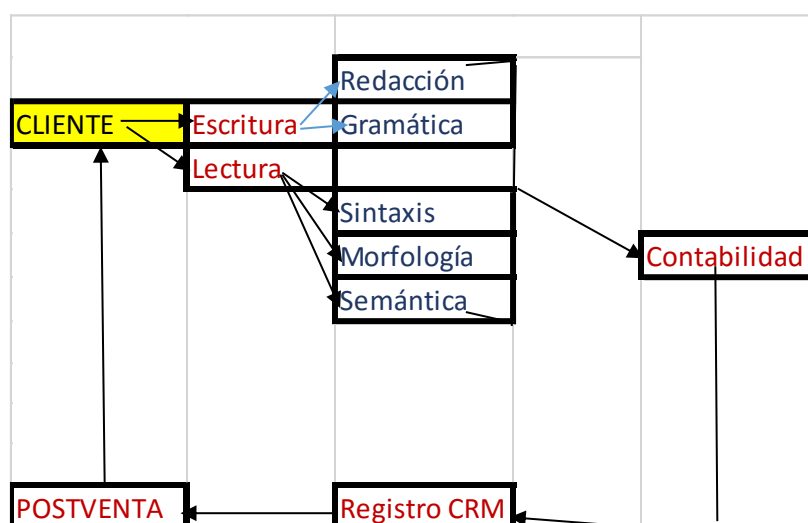 Redacción
CLIENTE Escritura Gramática
Lectura
Sintaxis
Morfología Contabilidad
Semántica
POSTVENTA Registro CRM